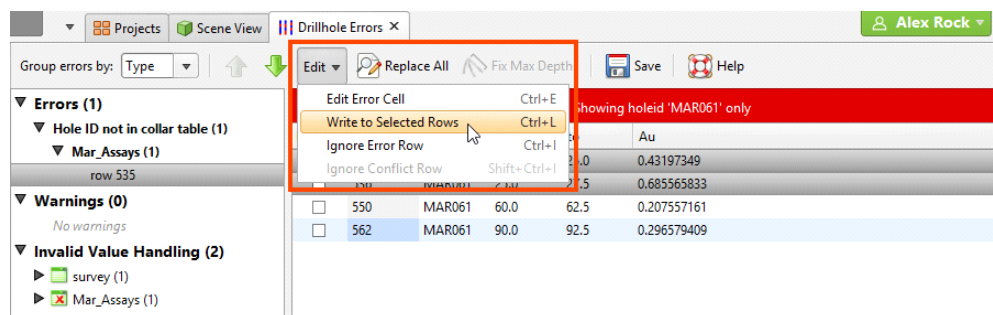 Projects Scene View Drillhole Errors Alex Rock
Group errors by: Type Edit Replace All Fix Max Depth Save Help
Errors (1)
Hole ID not in collar table (1)
Mar_Assays (1)
row 535
Warnings (0)
No warnings
Invalid Value Handling (2)
survey (1)
Mar_Assays (1)
Edit Error Cell Ctrl+E
Write to Selected Rows Ctrl+L
Ignore Error Row Ctrl+I
Ignore Conflict Row Shift+Ctrl+I
Showing holeid 'MAR061' only
to Au
0.43197349
MAR061 0.685565833
550 MAR061 60.0 62.5 0.207557161
562 MAR061 90.0 92.5 0.296579409